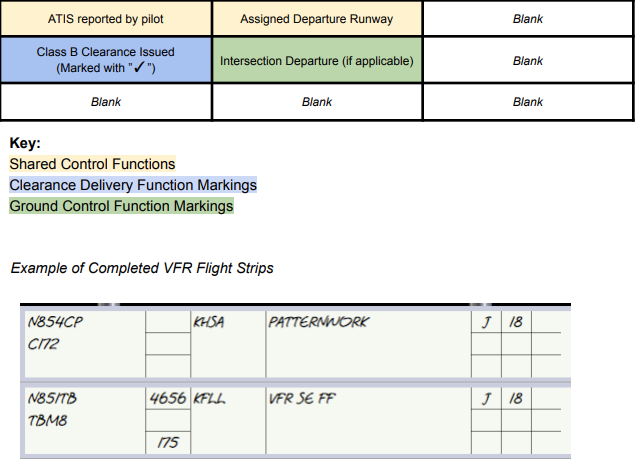 ATIS reported by pilot
Assigned Departure Runway
Blank
Class B Clearance Issued
(Marked with "✓")
Intersection Departure (if applicable)
Blank
Blank
Blank
Blank
Key:
Shared Control Functions
Clearance Delivery Function Markings
Ground Control Function Markings
Example of Completed VFR Flight Strips
N854CP KHSA PATTERNWORK J 18
C172
N851TB 4656 KFLL VFR SE FF J 18
TBM8
175